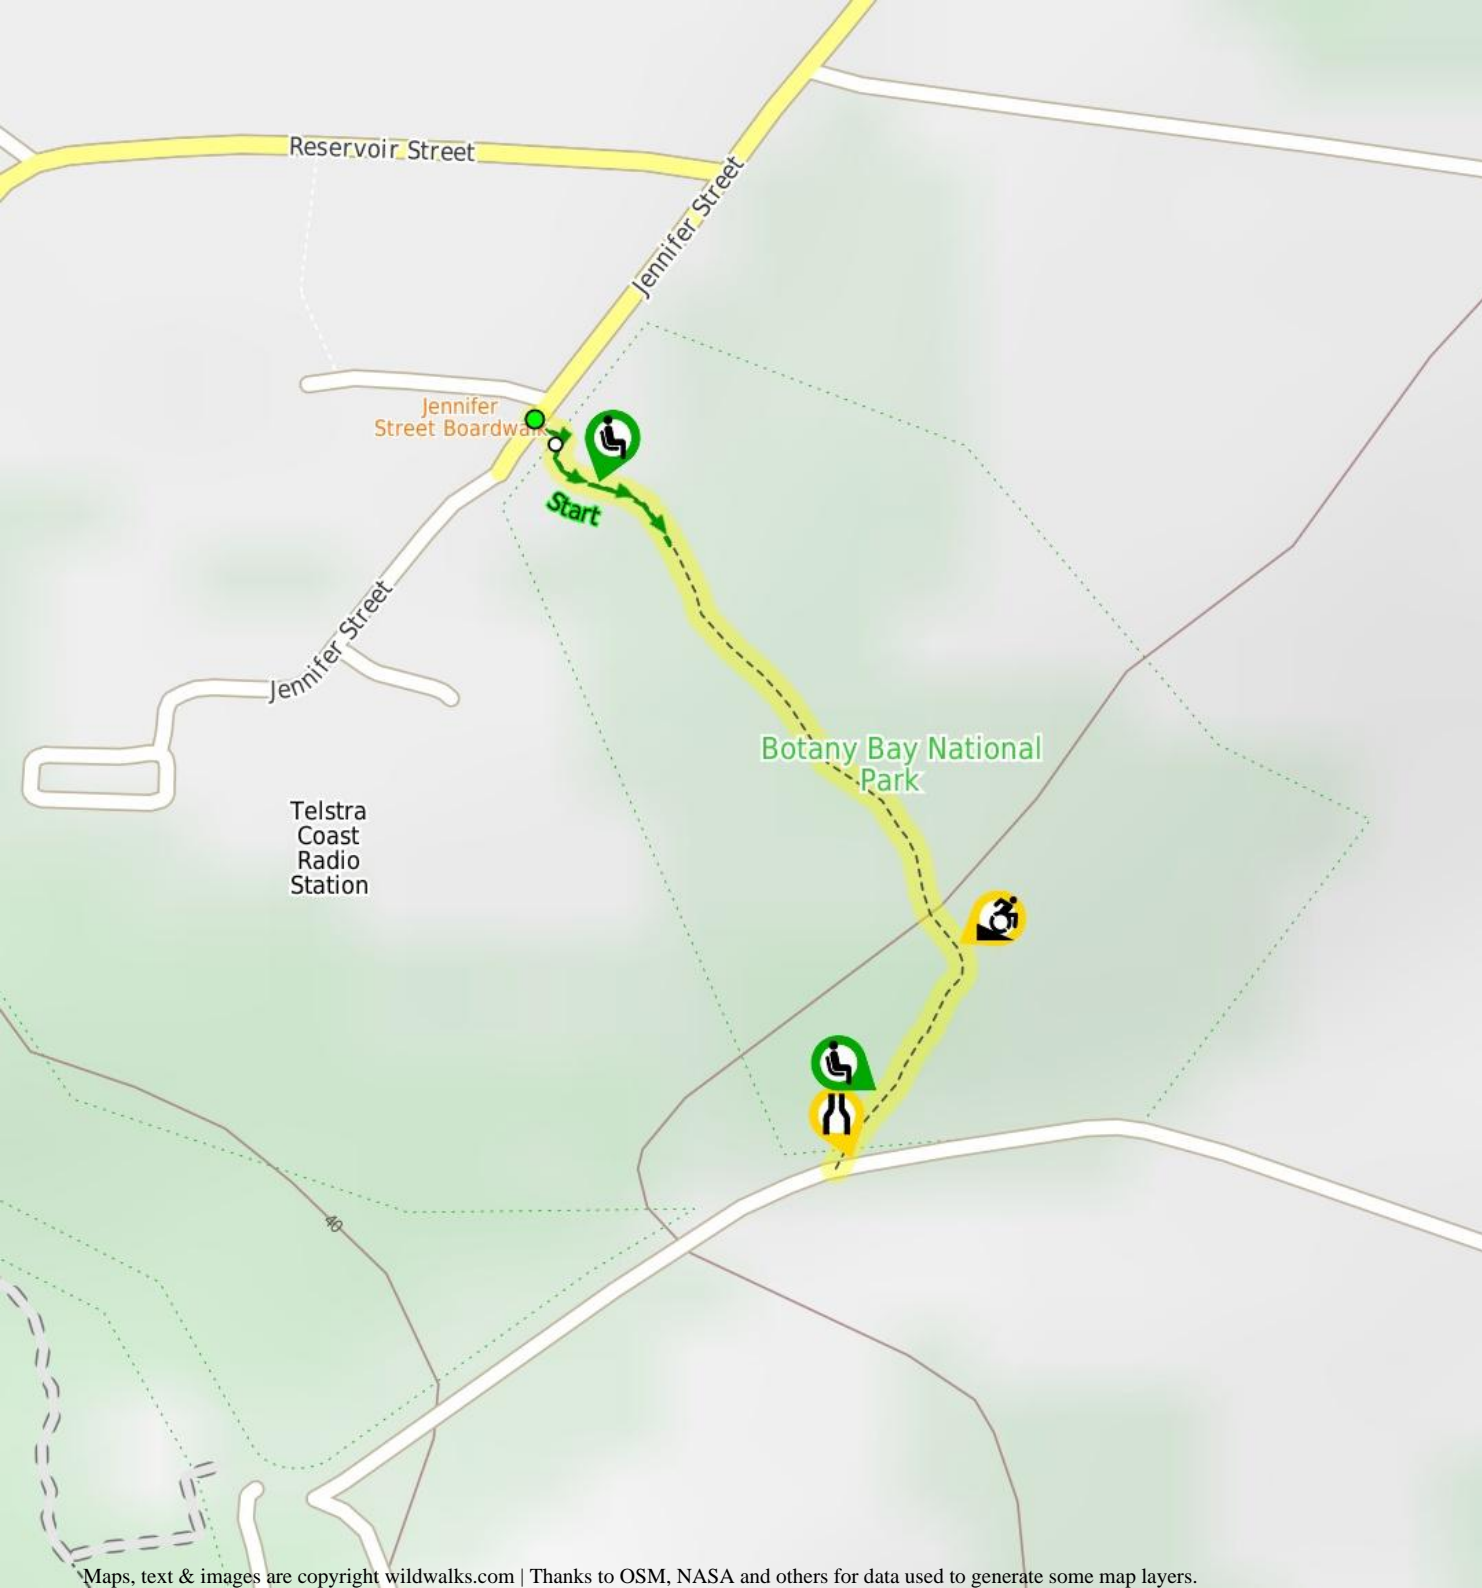 Reservoir Street
Jennifer Street
Jennifer
Street Boardwalk
Start
Jennifer Street
Botany Bay National
Park
Telstra
Coast
Radio
Station
40
Maps, text & images are copyright wildwalks.com | Thanks to OSM, NASA and others for data used to generate some map layers.